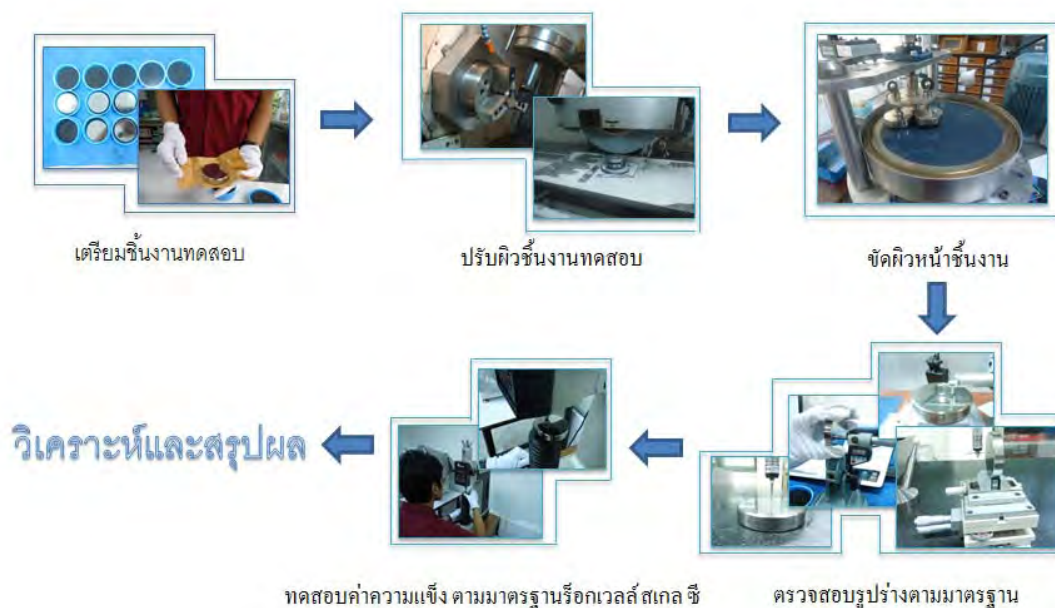 เตรียมชิ้นงานทดสอบ
ปรับผิวชิ้นงานทดสอบ
ขัดผิวหน้าชิ้นงาน
วิเคราะห์และสรุปผล
ทดสอบค่าความแข็ง ตามมาตรฐานร็อกเวลล์ สเกล ซี
ตรวจสอบรูปร่างตามมาตรฐาน